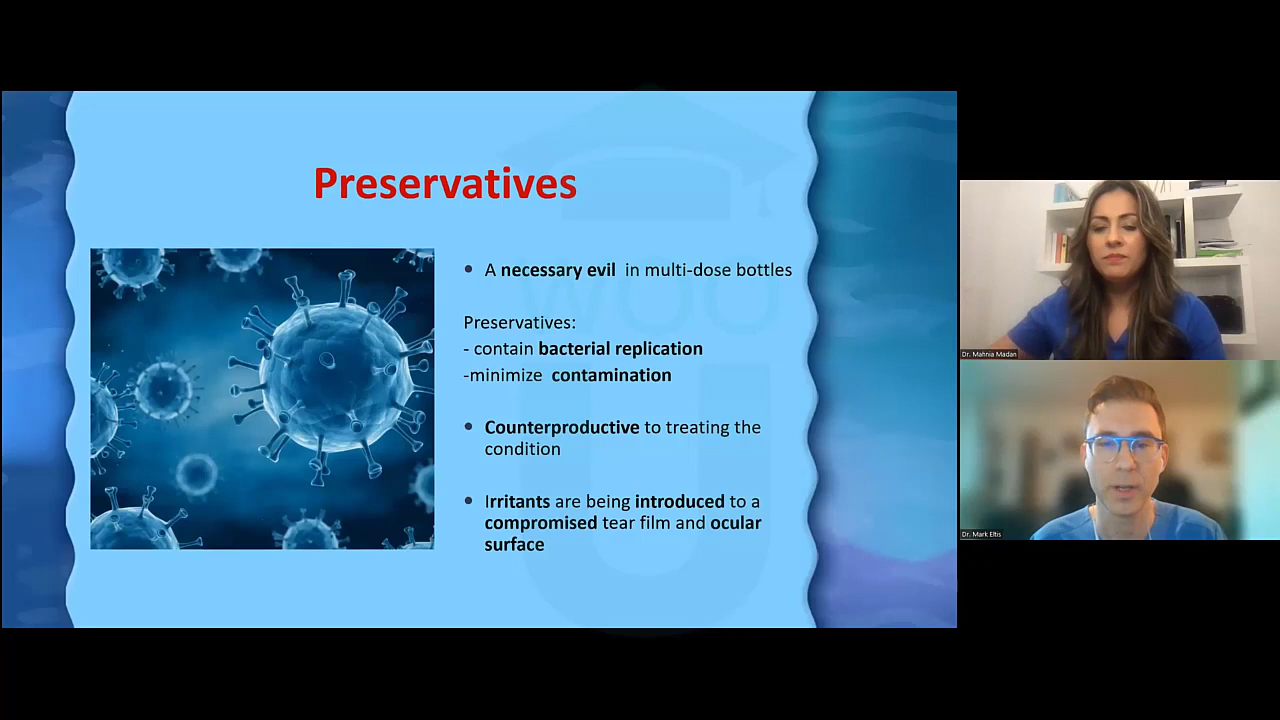 Preservatives
• A necessary evil in multi-dose bottles
Preservatives:
- contain bacterial replication
-minimize contamination
• Counterproductive to treating the
condition
• Irritants are being introduced to a
compromised tear film and ocular
surface
WOO
U
Dr. Mahnia Madan
Dr. Mark Eltis